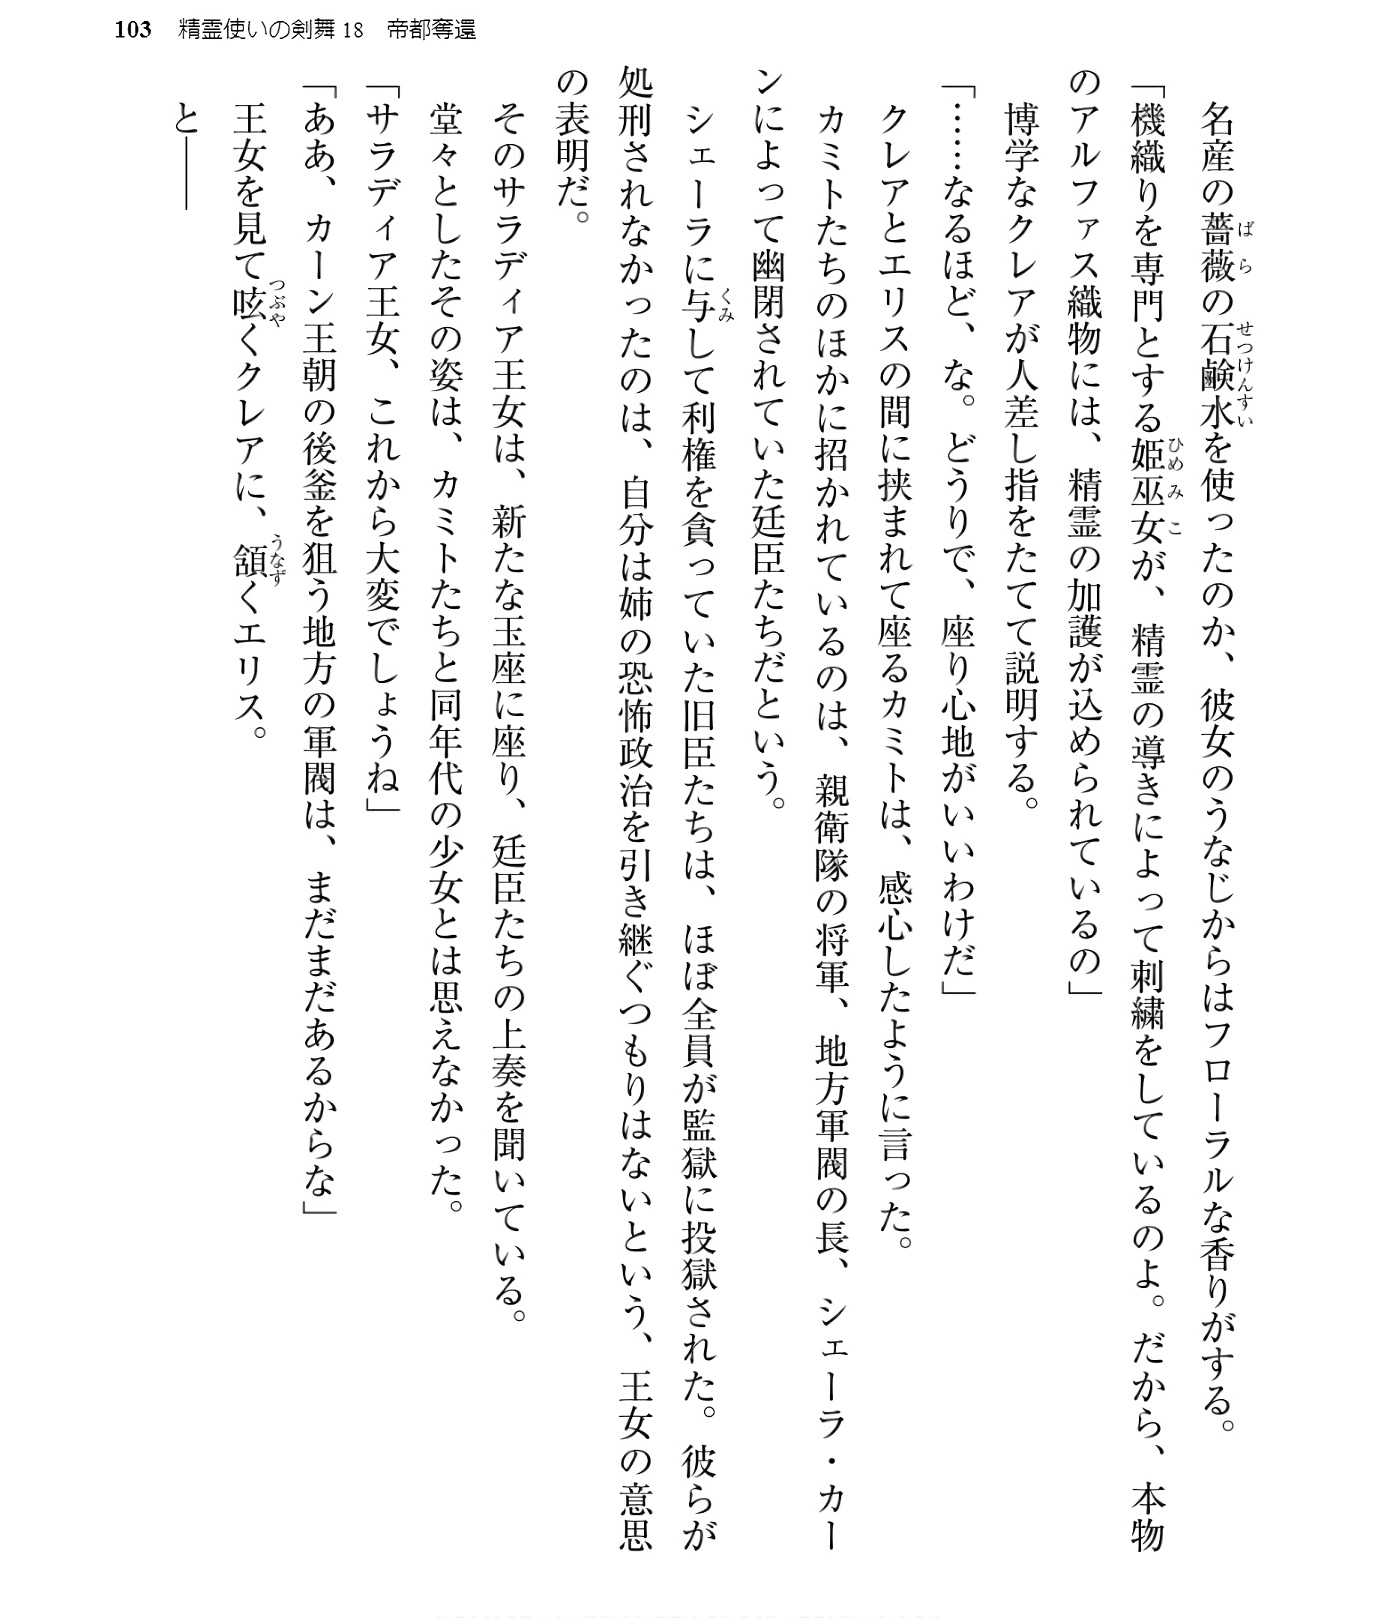 103 精霊使いの剣舞18 帝都奪還
名産の薔薇の石鹸水を使ったのか、彼女のうなじからはフローラルな香りがする。
「機織りを専門とする姫巫女が、精霊の導きによって刺繍をしているのよ。だから、本物
のアルファス織物には、精霊の加護が込められているの」
博学なクレアが人差し指をたてて説明する。
「……なるほど、な。どうりで、座り心地がいいわけだ」
クレアとエリスの間に挟まれて座るカミトは、感心したように言った。
カミトたちのほかに招かれているのは、親衛隊の将軍、地方軍閥の長、シェーラ・カー
ンによって幽閉されていた廷臣たちだという。
シェーラに与して利権を貪っていた旧臣たちは、ほぼ全員が監獄に投獄された。彼らが
処刑されなかったのは、自分は姉の恐怖政治を引き継ぐつもりはないという、王女の意思
の表明だ。
そのサラディア王女は、新たな玉座に座り、廷臣たちの上奏を聞いている。
堂々としたその姿は、カミトたちと同年代の少女とは思えなかった。
「サラディア王女、これから大変でしょうね」
「ああ、カーン王朝の後釜を狙う地方の軍閥は、まだまだあるからな」
王女を見て呟くクレアに、頷くエリス。
と――
ばら
せっけんすい
ひめみこ
くみ
つぶや
うなず